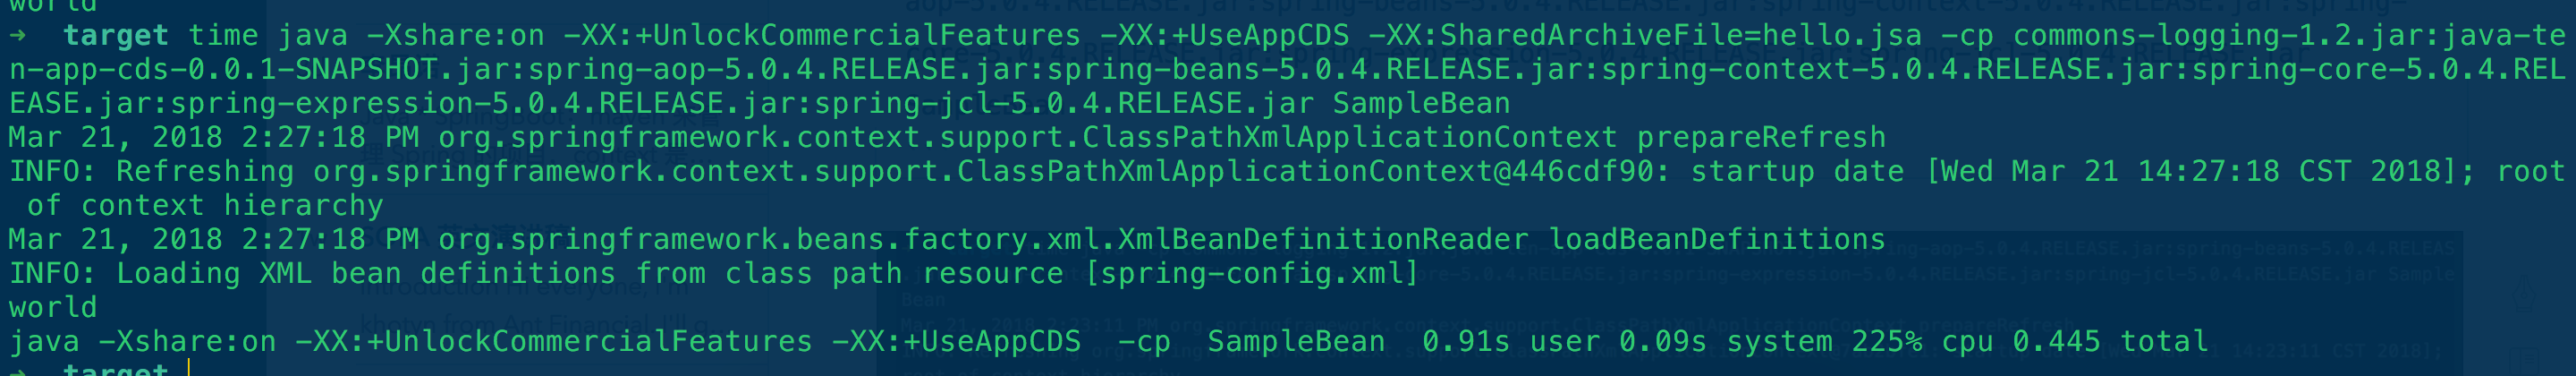 world
→ target time java -Xshare:on -XX:+UnlockCommercialFeatures -XX:+UseAppCDS -XX:SharedArchiveFile=hello.jsa -cp commons-logging-1.2.jar:java-te
n-app-cds-0.0.1-SNAPSHOT.jar:spring-aop-5.0.4.RELEASE.jar:spring-beans-5.0.4.RELEASE.jar:spring-context-5.0.4.RELEASE.jar:spring-core-5.0.4.REL
EASE.jar:spring-expression-5.0.4.RELEASE.jar:spring-jcl-5.0.4.RELEASE.jar SampleBean
Mar 21, 2018 2:27:18 PM org.springframework.context.support.ClassPathXmlApplicationContext prepareRefresh
INFO: Refreshing org.springframework.context.support.ClassPathXmlApplicationContext@446cdf90: startup date [Wed Mar 21 14:27:18 CST 2018]; root
 of context hierarchy
Mar 21, 2018 2:27:18 PM org.springframework.beans.factory.xml.XmlBeanDefinitionReader loadBeanDefinitions
INFO: Loading XML bean definitions from class path resource [spring-config.xml]
world
java -Xshare:on -XX:+UnlockCommercialFeatures -XX:+UseAppCDS  -cp  SampleBean  0.91s user 0.09s system 225% cpu 0.445 total
→ target